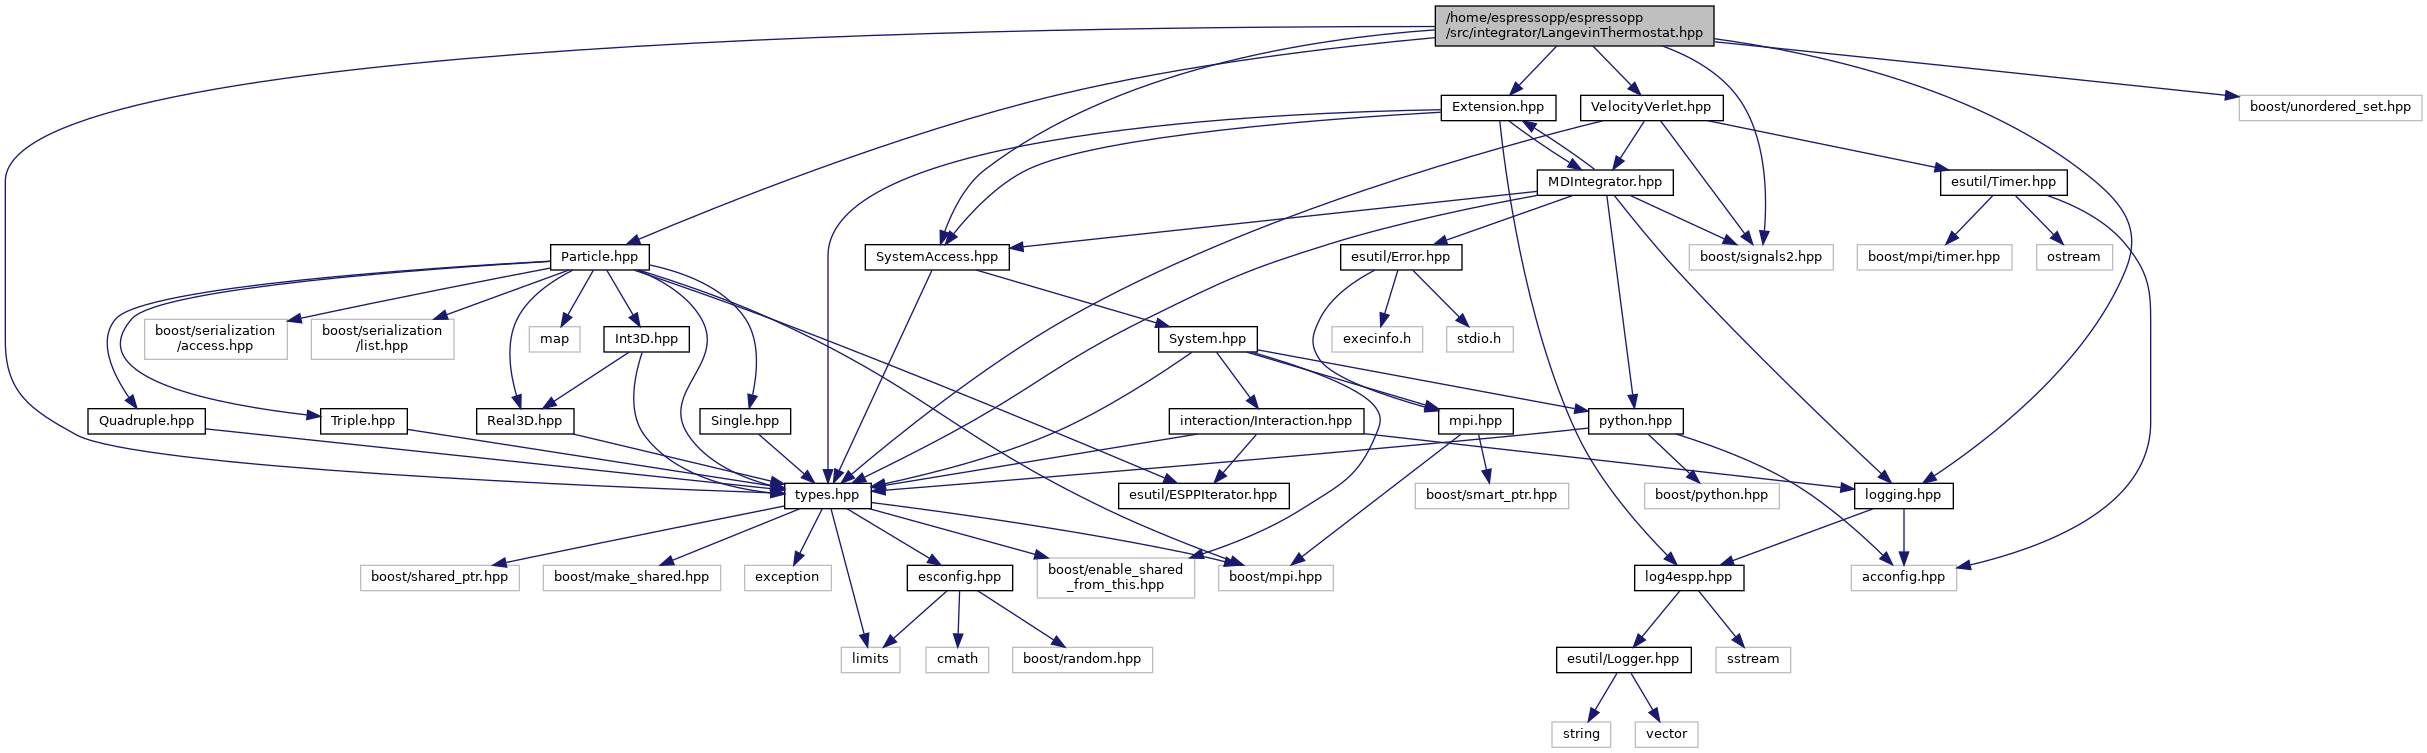 /home/espressopp/espressopp
/src/integrator/LangevinThermostat.hpp
Extension.hpp
VelocityVerlet.hpp
boost/unordered_set.hpp
MDIntegrator.hpp
esutil/Timer.hpp
Particle.hpp
SystemAccess.hpp
esutil/Error.hpp
boost/signals2.hpp
boost/mpi/timer.hpp
ostream
boost/serialization
/access.hpp
boost/serialization
/list.hpp
map
Int3D.hpp
System.hpp
execinfo.h
stdio.h
Quadruple.hpp
Triple.hpp
Real3D.hpp
Single.hpp
interaction/Interaction.hpp
mpi.hpp
python.hpp
types.hpp
esutil/ESPPIterator.hpp
boost/smart_ptr.hpp
boost/python.hpp
logging.hpp
boost/shared_ptr.hpp
boost/make_shared.hpp
exception
esconfig.hpp
boost/enable_shared
_from_this.hpp
boost/mpi.hpp
log4espp.hpp
acconfig.hpp
limits
cmath
boost/random.hpp
esutil/Logger.hpp
sstream
string
vector